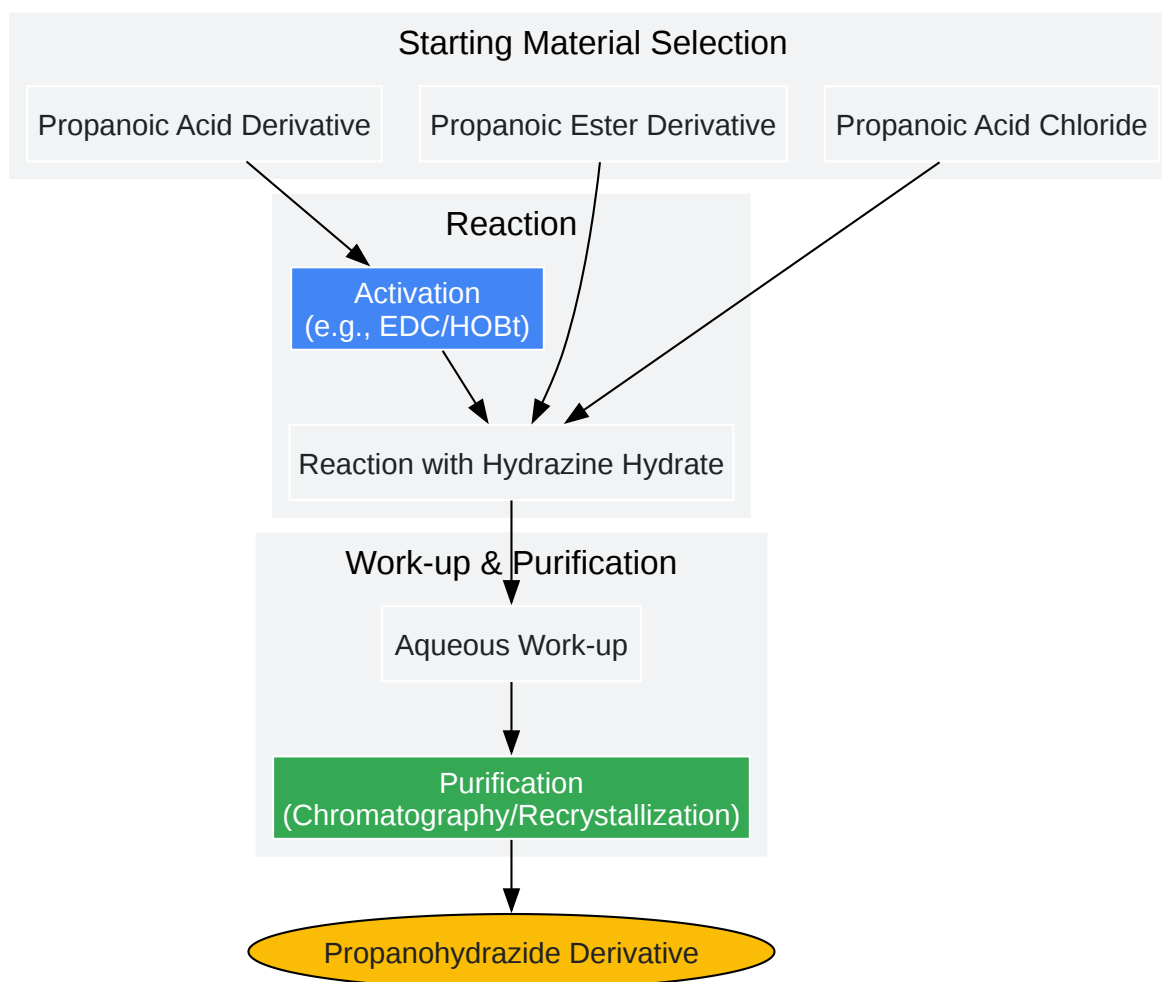 Starting Material Selection
Propanoic Acid Derivative
Propanoic Ester Derivative
Propanoic Acid Chloride
Reaction
Activation
(e.g., EDC/HOBt)
Reaction with Hydrazine Hydrate
Work-up & Purification
Aqueous Work-up
Purification
(Chromatography/Recrystallization)
Propanohydrazide Derivative